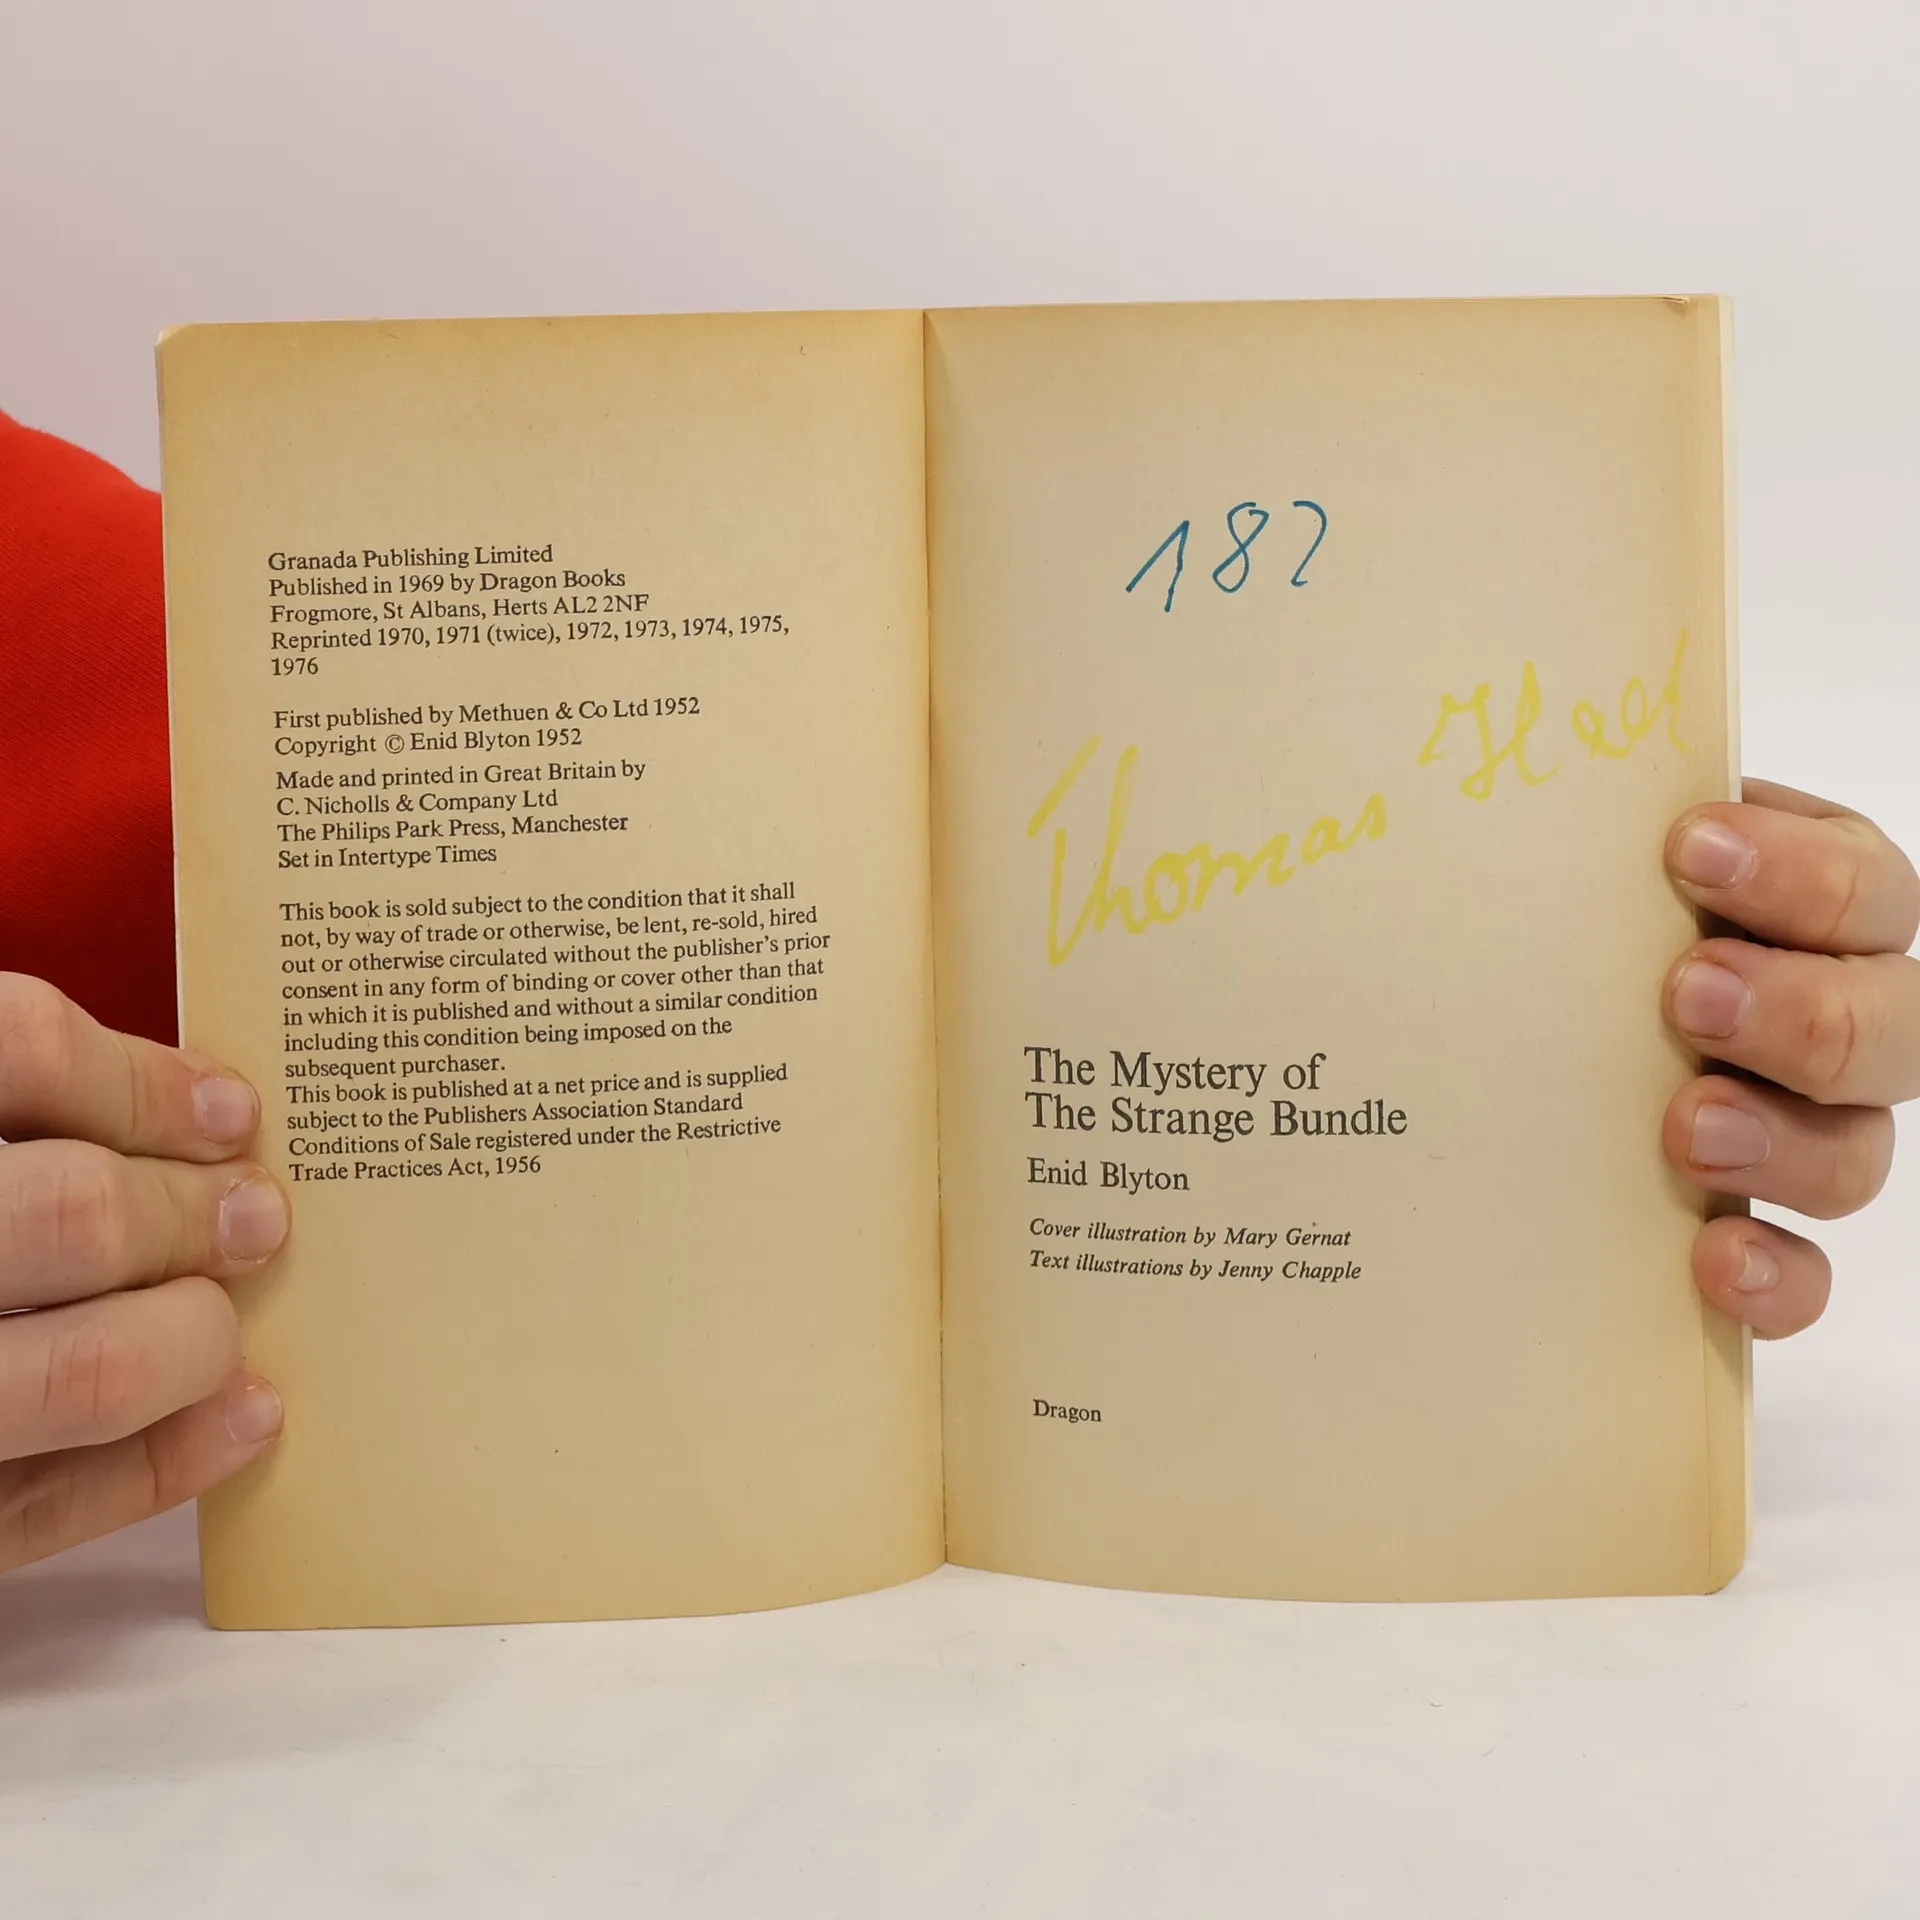 Granada Publishing Limited
Published in 1969 by Dragon Books
Frogmore, St Albans, Herts AL2 2NF
Reprinted 1970, 1971 (twice), 1972, 1973, 1974, 1975,
1976
First published by Methuen & Co Ltd 1952
Copyright © Enid Blyton 1952
Made and printed in Great Britain by
C. Nicholls & Company Ltd
The Philips Park Press, Manchester
Set in Intertype Times
This book is sold subject to the condition that it shall
not, by way of trade or otherwise, be lent, re-sold, hired
out or otherwise circulated without the publisher's prior
consent in any form of binding or cover other than that
in which it is published and without a similar condition
including this condition being imposed on the
subsequent purchaser.
This book is published at a net price and is supplied
subject to the Publishers Association Standard
Conditions of Sale registered under the Restrictive
Trade Practices Act, 1956
Thomas
The Mystery of
The Strange Bundle
Enid Blyton
Cover illustration by Mary Gernat
Text illustrations by Jenny Chapple
Dragon